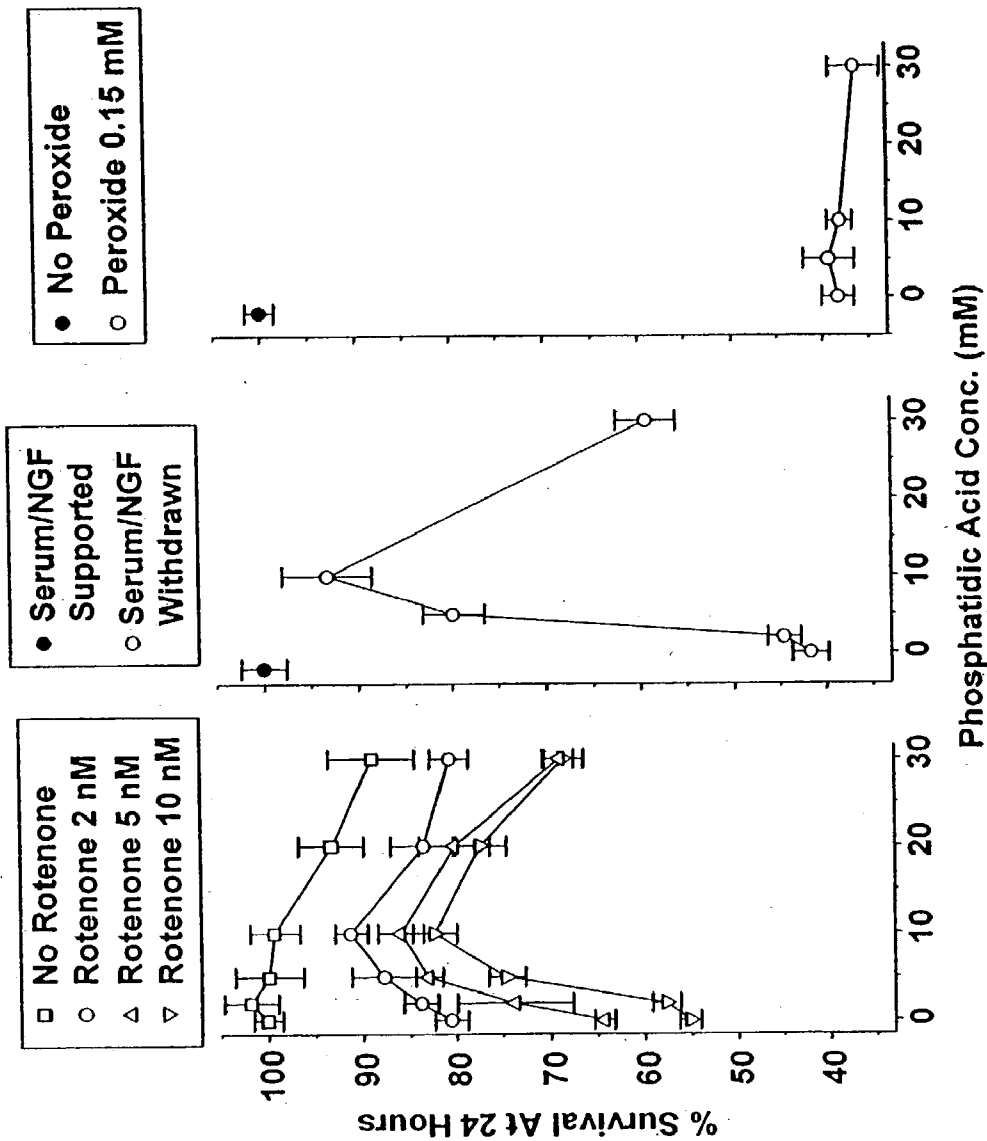 No Rotenone
Rotenone 2 nM
Rotenone 5 nM
Rotenone 10 nM
Serum/NGF
Supported
Serum/NGF
Withdrawn
No Peroxide
Peroxide 0.15 mM
% Survival At 24 Hours
100
90
80
70
60
50
40
0
10
20
30
0
10
20
30
0
10
20
30
Phosphatidic Acid Conc. (mM)